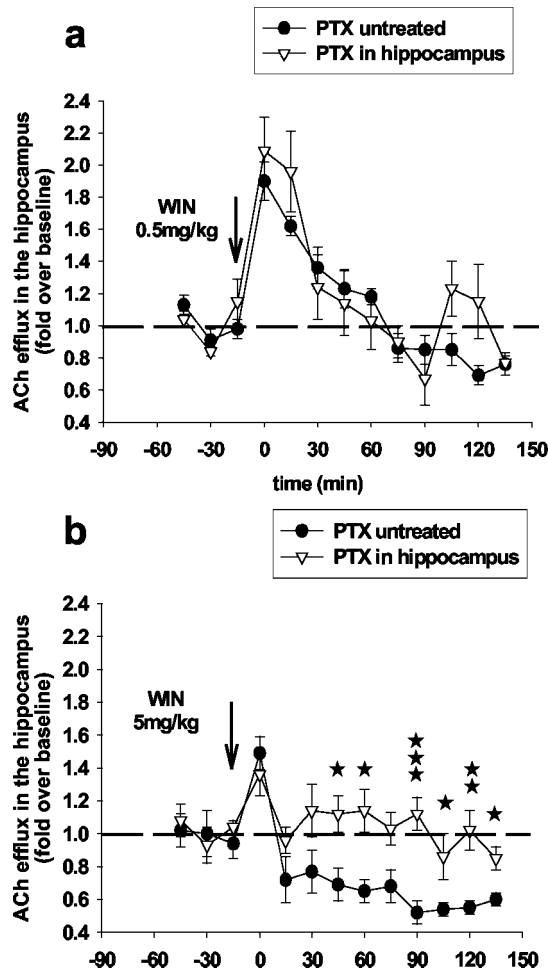 a
PTX untreated
PTX in hippocampus
ACh efflux in the hippocampus
(fold over baseline)
2.4
2.2
2.0
1.8
1.6
1.4
1.2
1.0
0.8
0.6
0.4
WIN
0.5mg/kg
-90 -60 -30 0 30 60 90 120 150
time (min)
b
PTX untreated
PTX in hippocampus
ACh efflux in the hippocampus
(fold over baseline)
2.4
2.2
2.0
1.8
1.6
1.4
1.2
1.0
0.8
0.6
0.4
WIN
5mg/kg
-90 -60 -30 0 30 60 90 120 150